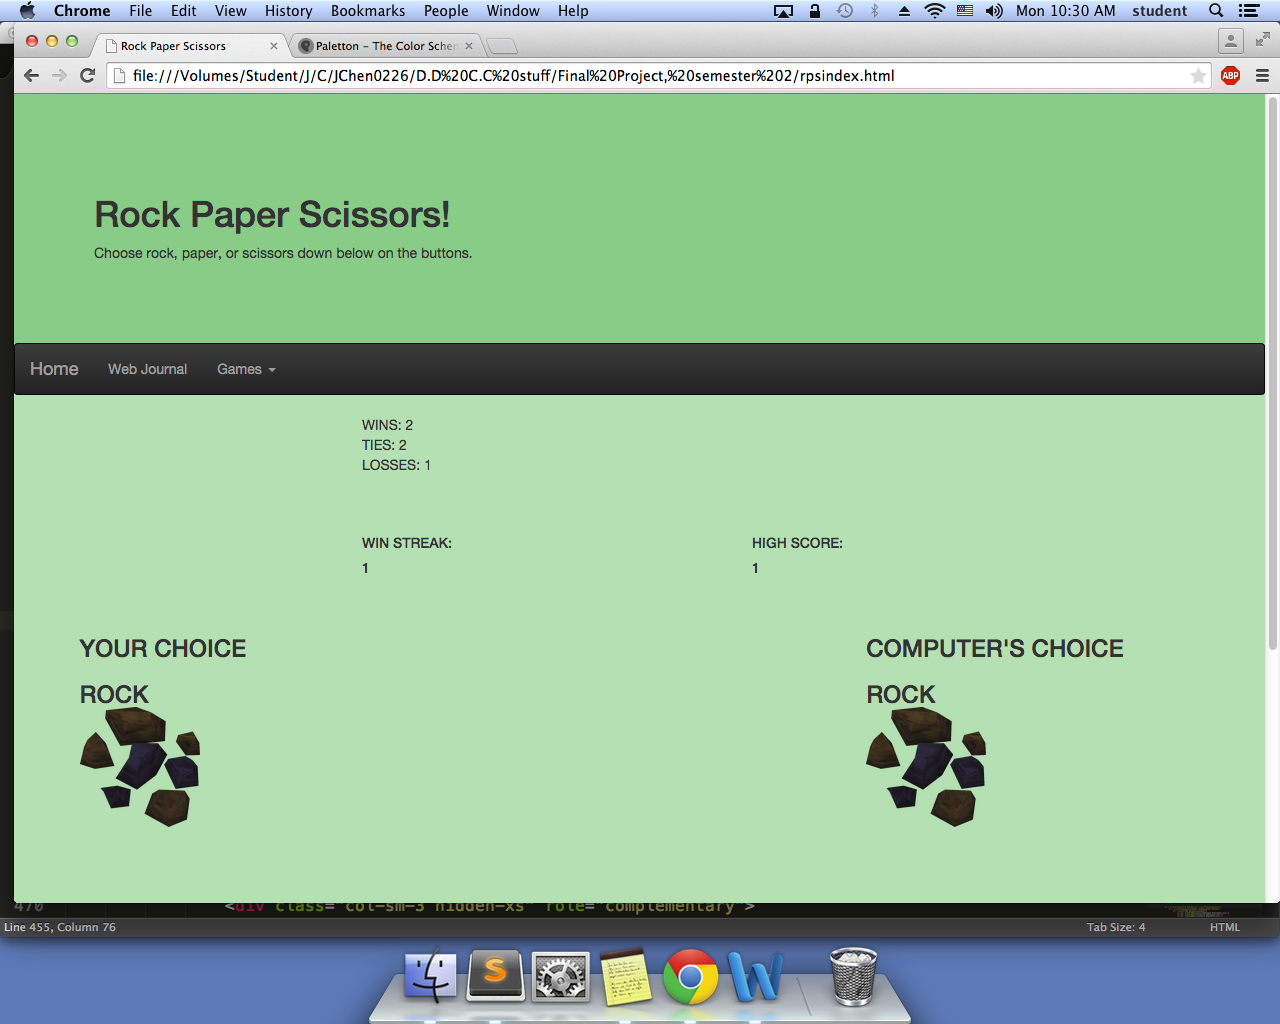 Chrome File Edit View History Bookmarks People Window Help Mon 10:30 AM student
Rock Paper Scissors Paletton – The Color Schem
ABP
file:///Volumes/Student/J/C/JChen0226/D.D%20C.C%20stuff/Final%20Project,%20semester%202/rpsindex.html
Rock Paper Scissors!
Choose rock, paper, or scissors down below on the buttons.
Home Web Journal Games
WINS: 2
TIES: 2
LOSSES: 1
WIN STREAK: HIGH SCORE:
1 1
YOUR CHOICE COMPUTER'S CHOICE
ROCK ROCK
470 <div class="col-sm-3 hidden-xs" role="complementary">
Line 455, Column 76 Tab Size: 4 HTML
S W